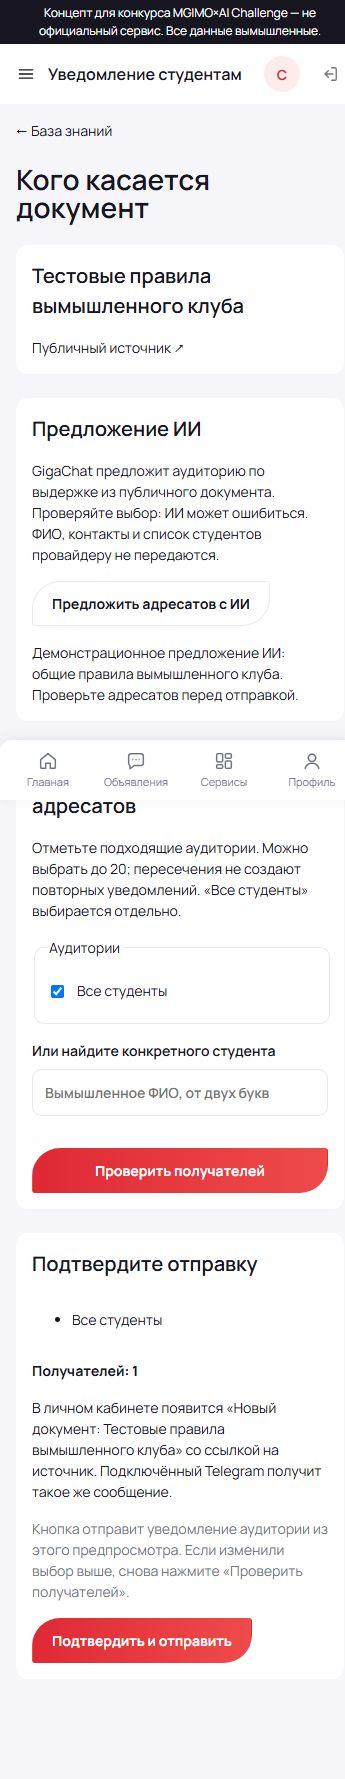 Концепт для конкурса MGIMO×AI Challenge — не
официальный сервис. Все данные вымышленные.
Уведомление студентам
С
← База знаний
Кого касается
документ
Тестовые правила
вымышленного клуба
Публичный источник ↗
Предложение ИИ
GigaChat предложит аудиторию по
выдержке из публичного документа.
Проверяйте выбор: ИИ может ошибиться.
ФИО, контакты и список студентов
провайдеру не передаются.
Предложить адресатов с ИИ
Демонстрационное предложение ИИ:
общие правила вымышленного клуба.
Проверьте адресатов перед отправкой.
Главная
Объявления
Сервисы
Профиль
адресатов
Отметьте подходящие аудитории. Можно
выбрать до 20; пересечения не создают
повторных уведомлений. «Все студенты»
выбирается отдельно.
Аудитории
Все студенты
Или найдите конкретного студента
Вымышленное ФИО, от двух букв
Проверить получателей
Подтвердите отправку
• Все студенты
Получателей: 1
В личном кабинете появится «Новый
документ: Тестовые правила
вымышленного клуба» со ссылкой на
источник. Подключённый Telegram получит
такое же сообщение.
Кнопка отправит уведомление аудитории из
этого предпросмотра. Если изменили
выбор выше, снова нажмите «Проверить
получателей».
Подтвердить и отправить